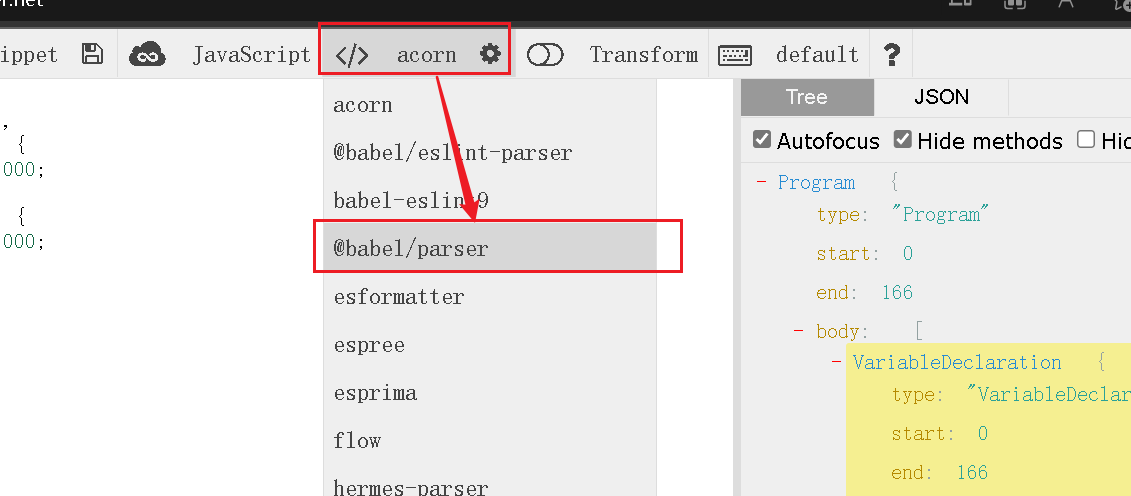 ippet JavaScript </> acorn Transform default ?
acorn
@babel/eslint-parser
babel-eslint9
@babel/parser
esformatter
espree
esprima
flow
hermes-parser
,
{
000;
{
000;
Tree JSON
Autofocus Hide methods
- Program {
type: "Program"
start: 0
end: 166
- body: [
- VariableDeclaration {
type: "VariableDeclar
start: 0
end: 166